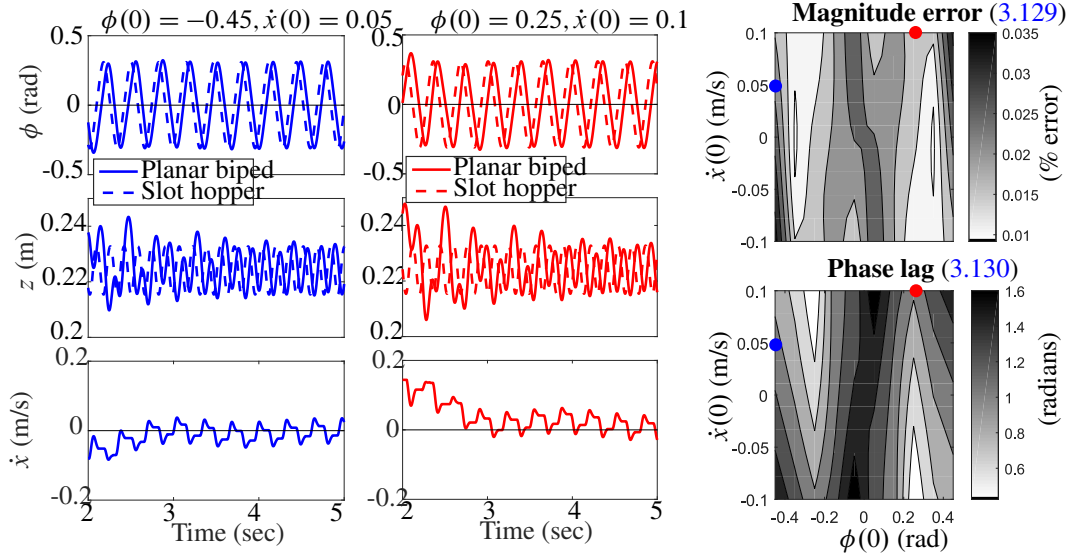 ϕ(0) = −0.45, ẋ(0) = 0.05
0.5
0
-0.5
ϕ (rad)
Planar biped
Slot hopper
0.24
0.22
0.2
z (m)
0.2
0
-0.2
ẋ (m/s)
2 3 4 5
Time (sec)
ϕ(0) = 0.25, ẋ(0) = 0.1
0.5
0
-0.5
Planar biped
Slot hopper
0.24
0.22
0.2
0.2
0
-0.2
2 3 4 5
Time (sec)
Magnitude error (3.129)
0.1
0.05
0
-0.05
-0.1
ẋ(0) (m/s)
0.035
0.03
0.025
0.02
0.015
0.01
(% error)
Phase lag (3.130)
0.1
0.05
0
-0.05
-0.1
ẋ(0) (m/s)
-0.4 -0.2 0 0.2 0.4
ϕ(0) (rad)
1.6
1.4
1.2
1
0.8
0.6
(radians)